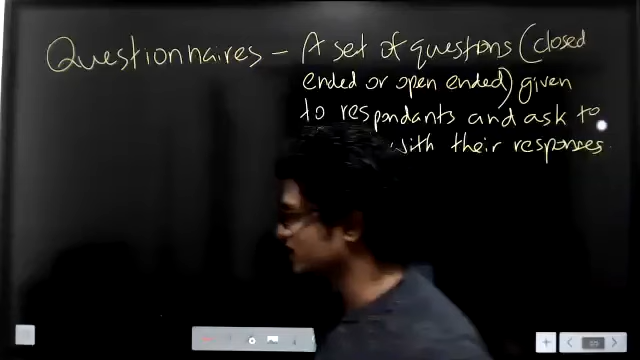 Questionnaires - A set of questions (closed
ended or open ended) given
to respondants and ask to
with their responses.